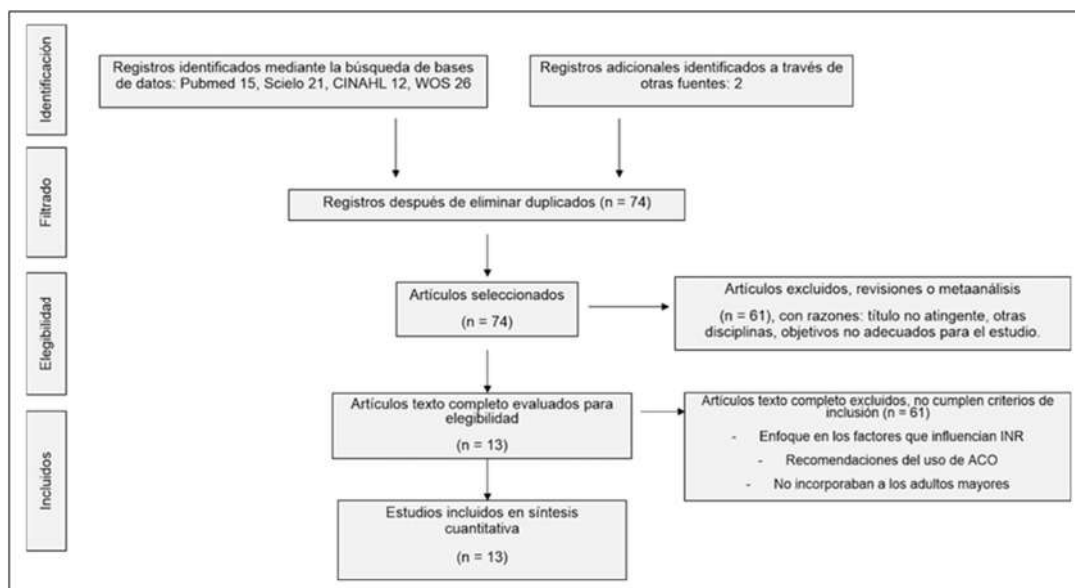 Identificación
Registros identificados mediante la búsqueda de bases
de datos: Pubmed 15, Scielo 21, CINAHL 12, WOS 26
Registros adicionales identificados a través de
otras fuentes: 2
Filtrado
Registros después de eliminar duplicados (n = 74)
Elegibilidad
Artículos seleccionados
(n = 74)
Artículos excluidos, revisiones o metaanálisis
(n = 61), con razones: título no atingente, otras
disciplinas, objetivos no adecuados para el estudio.
Incluidos
Artículos texto completo evaluados para
elegibilidad
(n = 13)
Artículos texto completo excluidos, no cumplen criterios de
inclusión (n = 61)
- Enfoque en los factores que influencian INR
- Recomendaciones del uso de ACO
- No incorporaban a los adultos mayores
Estudios incluidos en síntesis
cuantitativa
(n = 13)